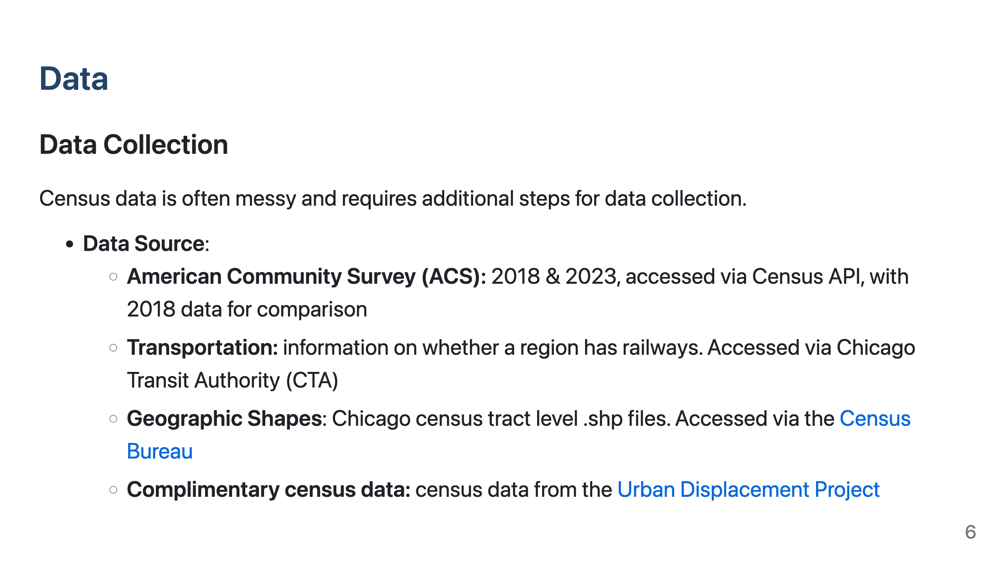 Data
Data Collection
Census data is often messy and requires additional steps for data collection.
• Data Source:
○ American Community Survey (ACS): 2018 & 2023, accessed via Census API, with
2018 data for comparison
○ Transportation: information on whether a region has railways. Accessed via Chicago
Transit Authority (CTA)
○ Geographic Shapes: Chicago census tract level .shp files. Accessed via the Census
Bureau
○ Complimentary census data: census data from the Urban Displacement Project
6